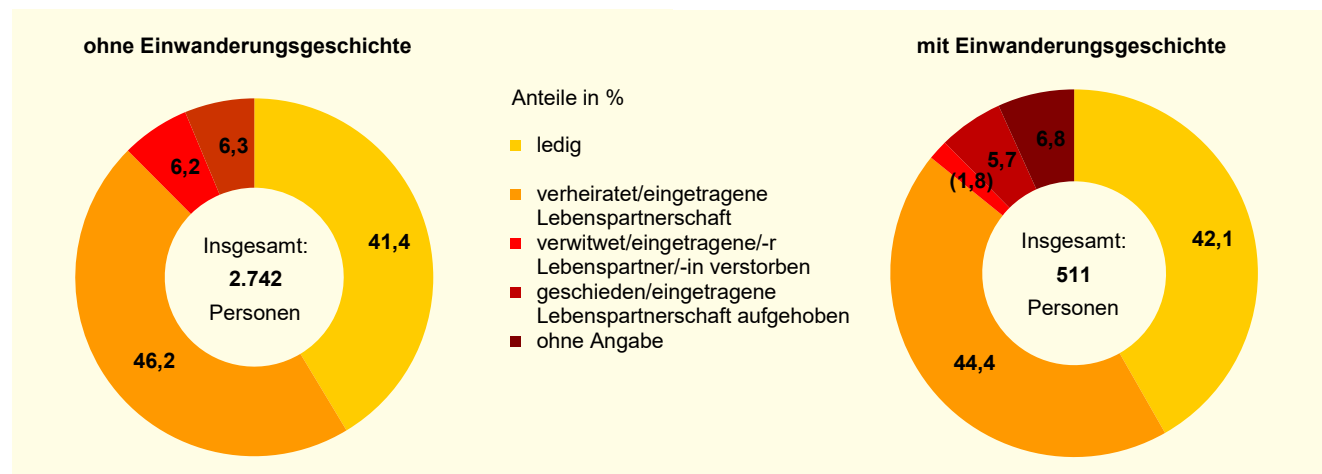 ohne Einwanderungsgeschichte
6,3
6,2
41,4
46,2
Insgesamt:
2.742
Personen
Anteile in %
ledig
verheiratet/eingetragene
Lebenspartnerschaft
verwitwet/eingetragene/-r
Lebenspartner/-in verstorben
geschieden/eingetragene
Lebenspartnerschaft aufgehoben
ohne Angabe
mit Einwanderungsgeschichte
6,8
5,7
(1,8)
42,1
44,4
Insgesamt:
511
Personen